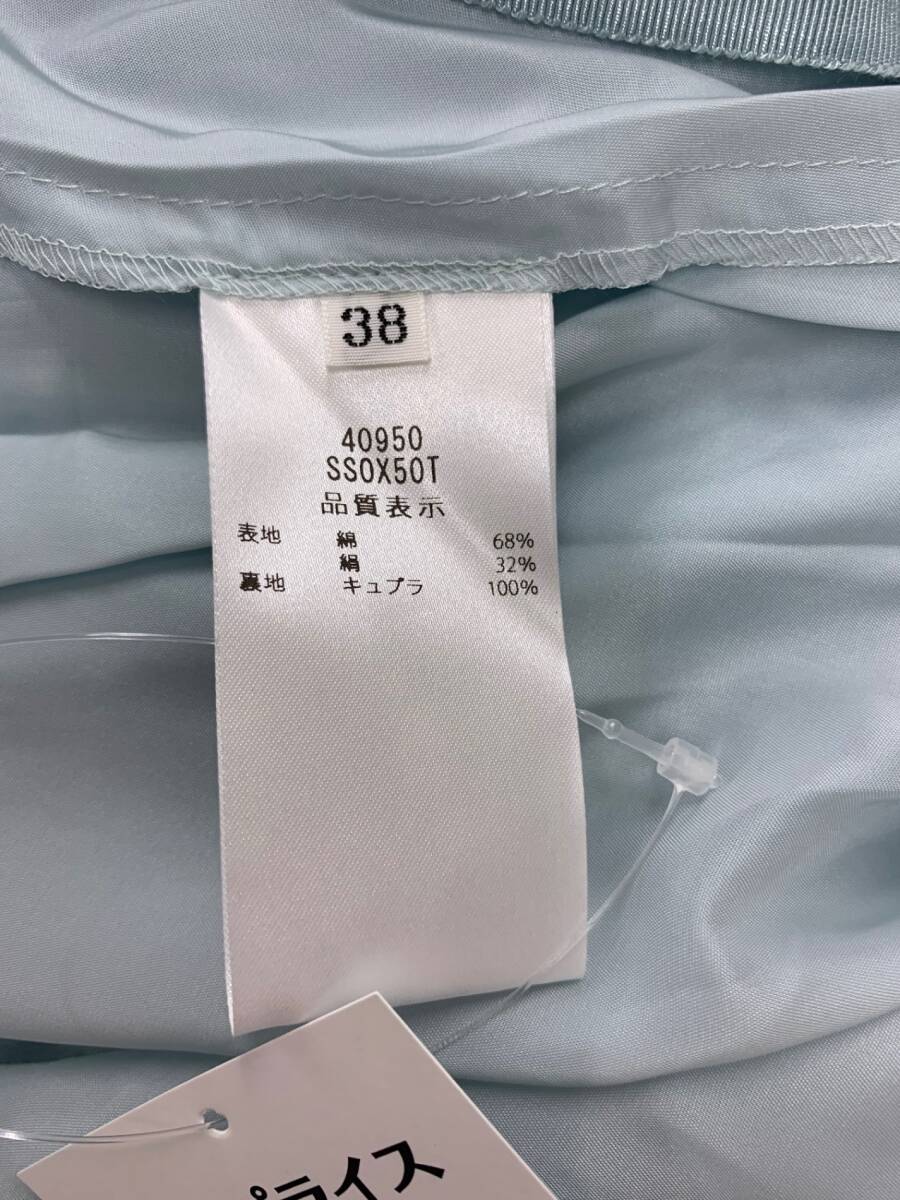 38
40950
SS0X50T
品質表示
表地 綿 68%
絹 32%
裏地 キュプラ 100%
プライス